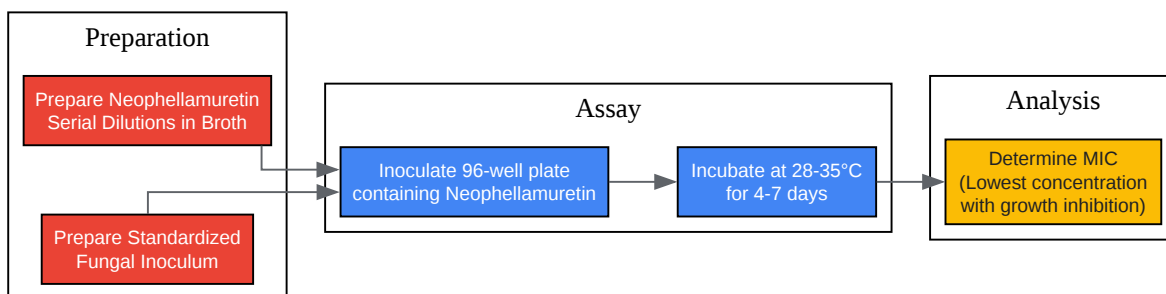 Preparation
Prepare Neophellamuretin
Serial Dilutions in Broth
Prepare Standardized
Fungal Inoculum
Assay
Inoculate 96-well plate
containing Neophellamuretin
Incubate at 28-35°C
for 4-7 days
Analysis
Determine MIC
(Lowest concentration
with growth inhibition)